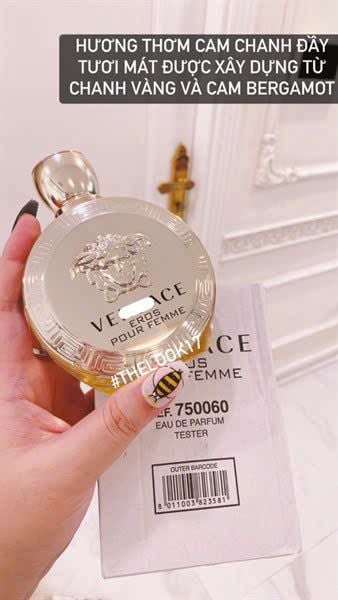 HƯƠNG THƠM CAM CHANH ĐẦY
TƯƠI MÁT ĐƯỢC XÂY DỰNG TỪ
CHANH VÀNG VÀ CAM BERGAMOT
EROS
POUR FEMME
#THELOOK17
FEMME
750060
EAU DE PARFUM
TESTER
OUTER BARCODE
8 011003 823581